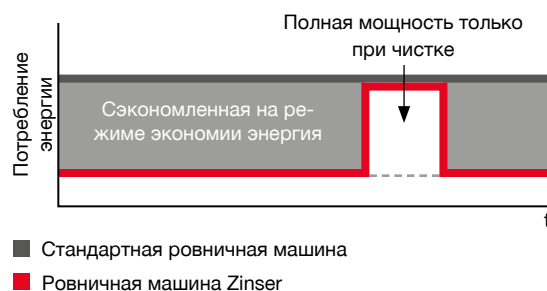 Полная мощность только
при чистке
Потребление
энергии
Сэкономленная на ре-
жиме экономии энергия
t
Стандартная ровничная машина
Ровничная машина Zinser